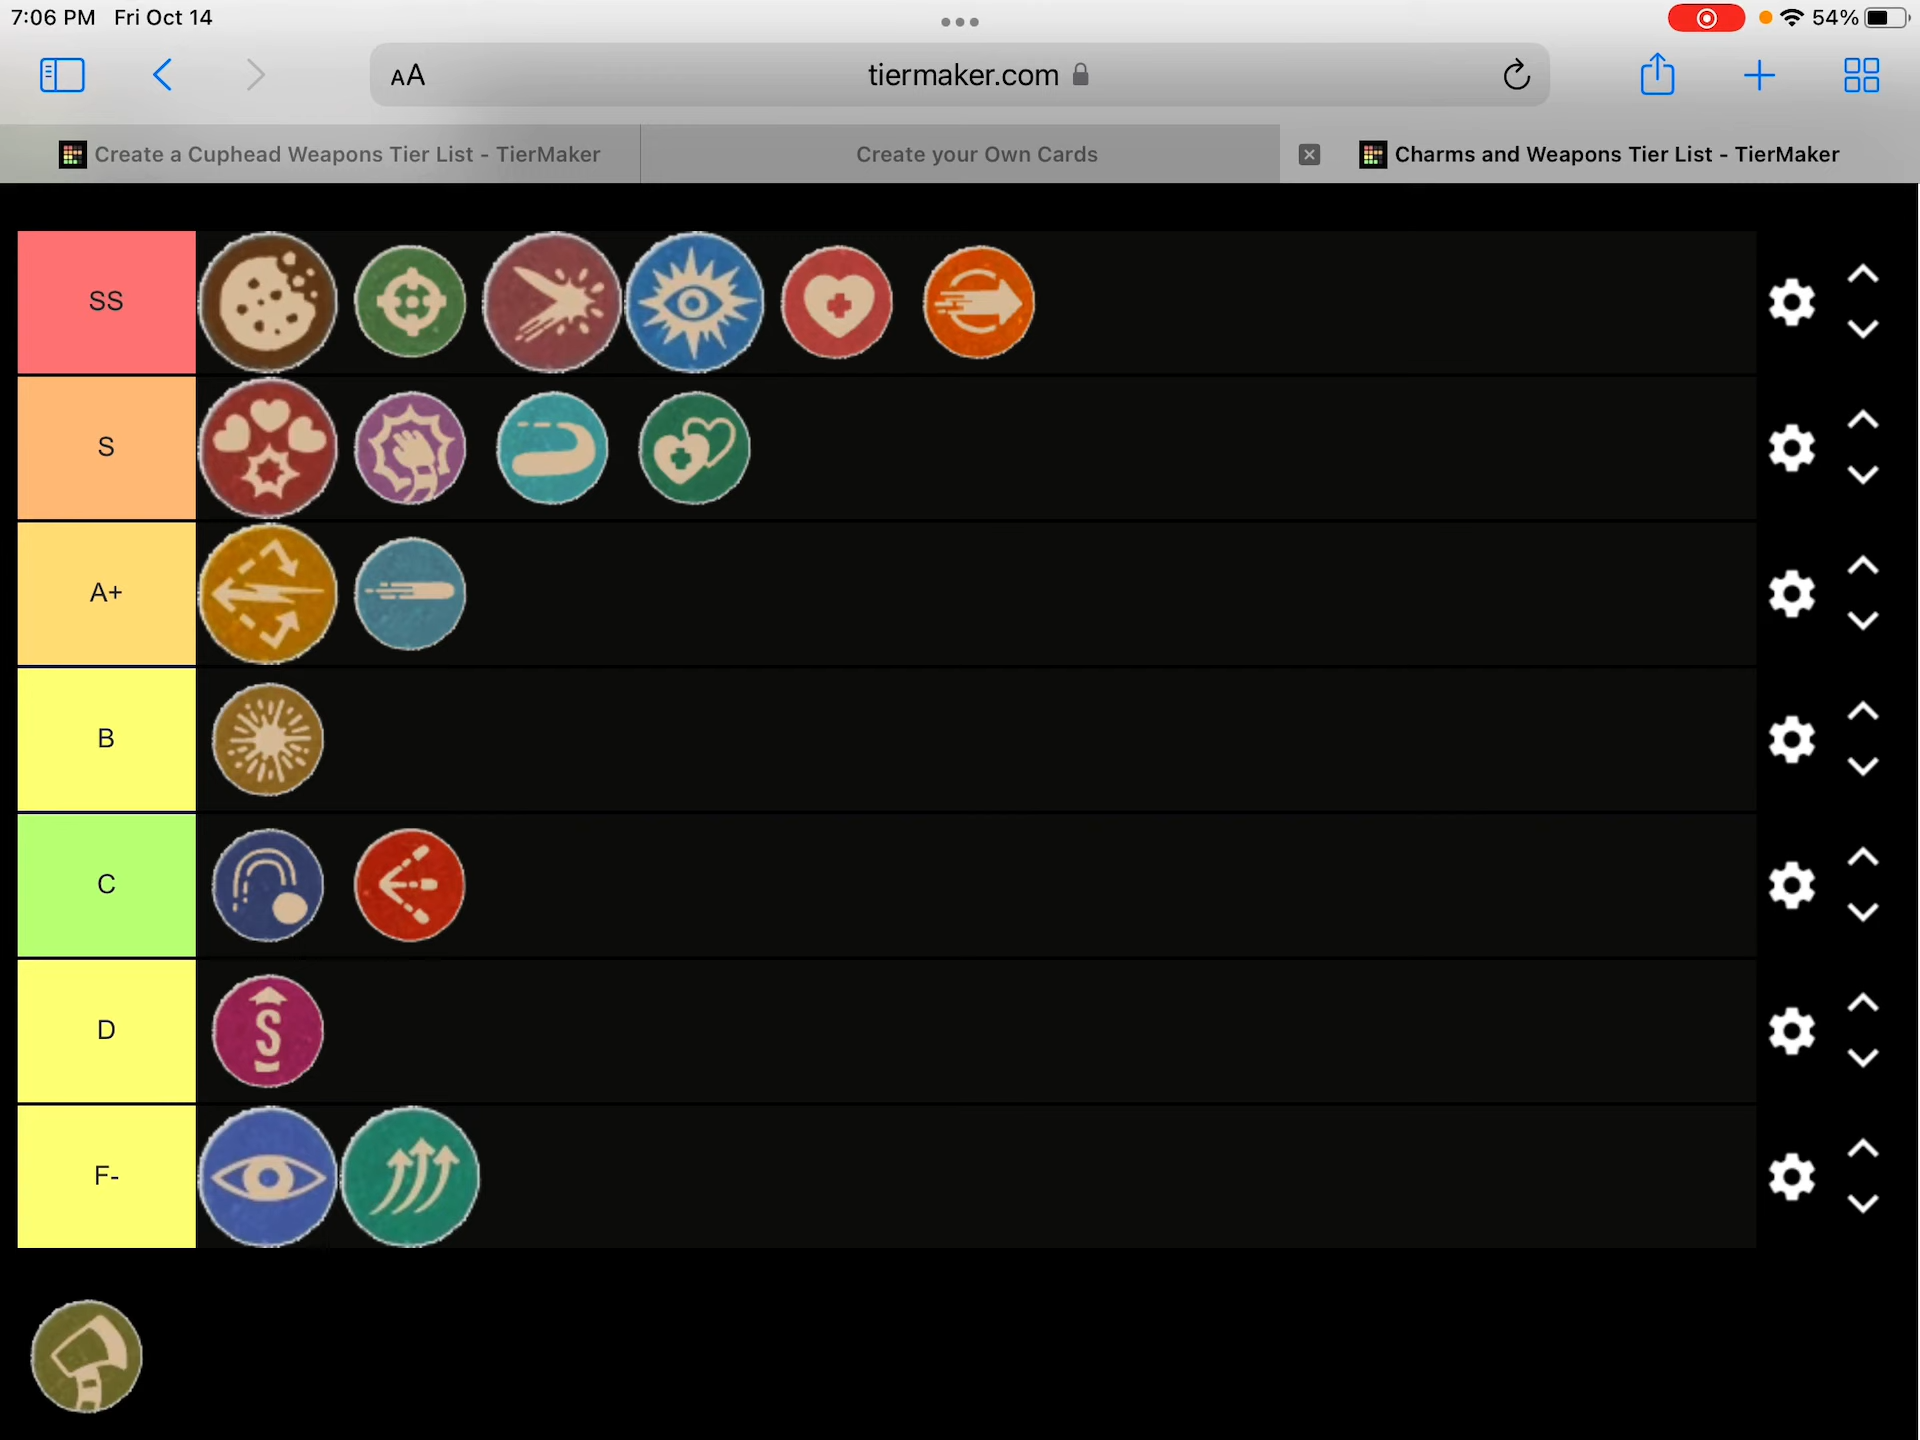 7:06 PM Fri Oct 14
54%
AA
tiermaker.com
Create a Cuphead Weapons Tier List - TierMaker
Create your Own Cards
Charms and Weapons Tier List - TierMaker
SS
S
A+
B
C
D
S
F-